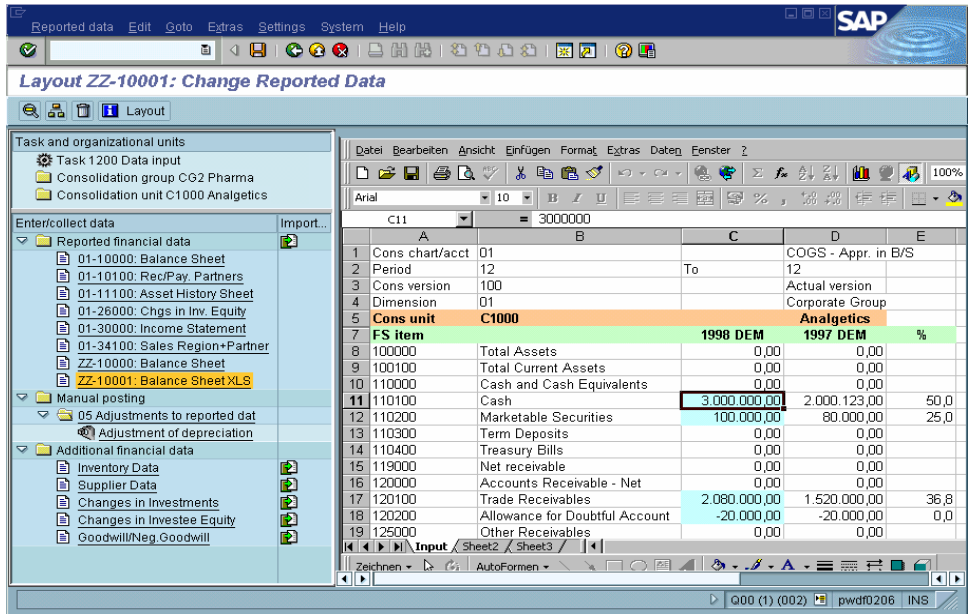 Reported data Edit Goto Extras Settings System Help
SAP
Layout ZZ-10001: Change Reported Data
Layout
Task and organizational units
Task 1200 Data input
Consolidation group CG2 Pharma
Consolidation unit C1000 Analgetics
Enter/collect data Import...
Reported financial data
01-10000: Balance Sheet
01-10100: Rec/Pay. Partners
01-11100: Asset History Sheet
01-26000: Chgs in Inv. Equity
01-30000: Income Statement
01-34100: Sales Region+Partner
ZZ-10000: Balance Sheet
ZZ-10001: Balance Sheet XLS
Manual posting
05 Adjustments to reported dat
Adjustment of depreciation
Additional financial data
Inventory Data
Supplier Data
Changes in Investments
Changes in Investee Equity
Goodwill/Neg.Goodwill
Datei Bearbeiten Ansicht Einfügen Format Extras Daten Fenster ?
100%
Arial 10 F K U
C11 = 3000000
A B C D E
1 Cons chart/acct 01 COGS - Appr. in B/S
2 Period 12 To 12
3 Cons version 100 Actual version
4 Dimension 01 Corporate Group
5 Cons unit C1000 Analgetics
7 FS item 1998 DEM 1997 DEM %
8 100000 Total Assets 0,00 0,00
9 100100 Total Current Assets 0,00 0,00
10 110000 Cash and Cash Equivalents 0,00 0,00
11 110100 Cash 3.000.000,00 2.000.123,00 50,0
12 110200 Marketable Securities 100.000,00 80.000,00 25,0
13 110300 Term Deposits 0,00 0,00
14 110400 Treasury Bills 0,00 0,00
15 119000 Net receivable 0,00 0,00
16 120000 Accounts Receivable - Net 0,00 0,00
17 120100 Trade Receivables 2.080.000,00 1.520.000,00 36,8
18 120200 Allowance for Doubtful Account -20.000,00 -20.000,00 0,0
19 125000 Other Receivables 0,00 0,00
Input Sheet2 Sheet3
Zeichnen AutoFormen
Q00 (1) (002) pwdf0206 INS